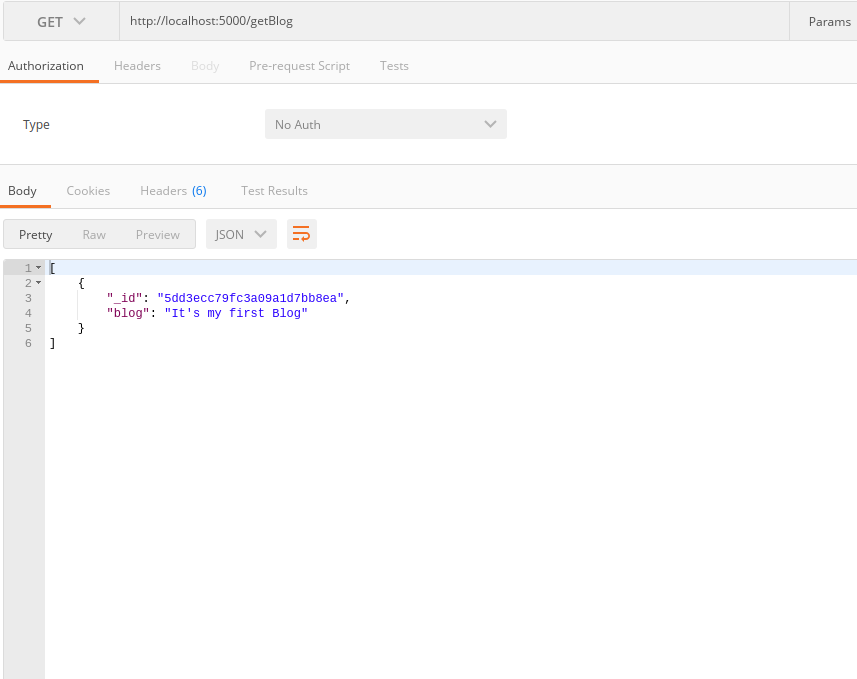 GET http://localhost:5000/getBlog Params
Authorization Headers Body Pre-request Script Tests
Type No Auth
Body Cookies Headers (6) Test Results
Pretty Raw Preview JSON
1 [
2 {
3 "_id": "5dd3ecc79fc3a09a1d7bb8ea",
4 "blog": "It's my first Blog"
5 }
6 ]